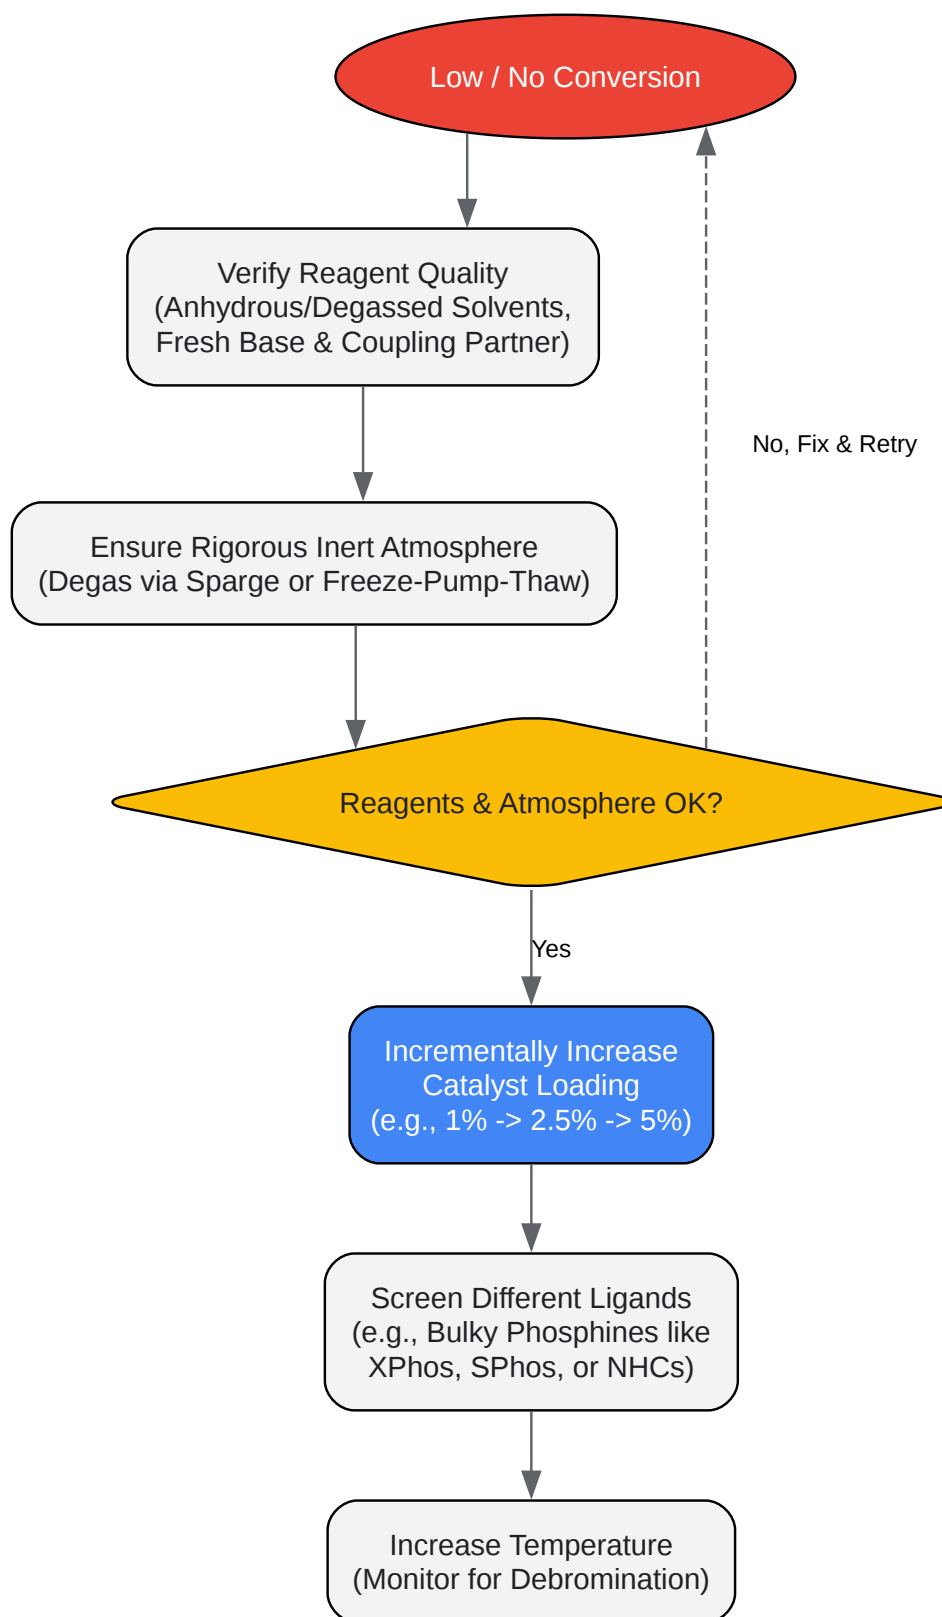 Low / No Conversion
Verify Reagent Quality
(Anhydrous/Degassed Solvents,
Fresh Base & Coupling Partner)
No, Fix & Retry
Ensure Rigorous Inert Atmosphere
(Degas via Sparge or Freeze-Pump-Thaw)
Reagents & Atmosphere OK?
Yes
Incrementally Increase
Catalyst Loading
(e.g., 1% -> 2.5% -> 5%)
Screen Different Ligands
(e.g., Bulky Phosphines like
XPhos, SPhos, or NHCs)
Increase Temperature
(Monitor for Debromination)